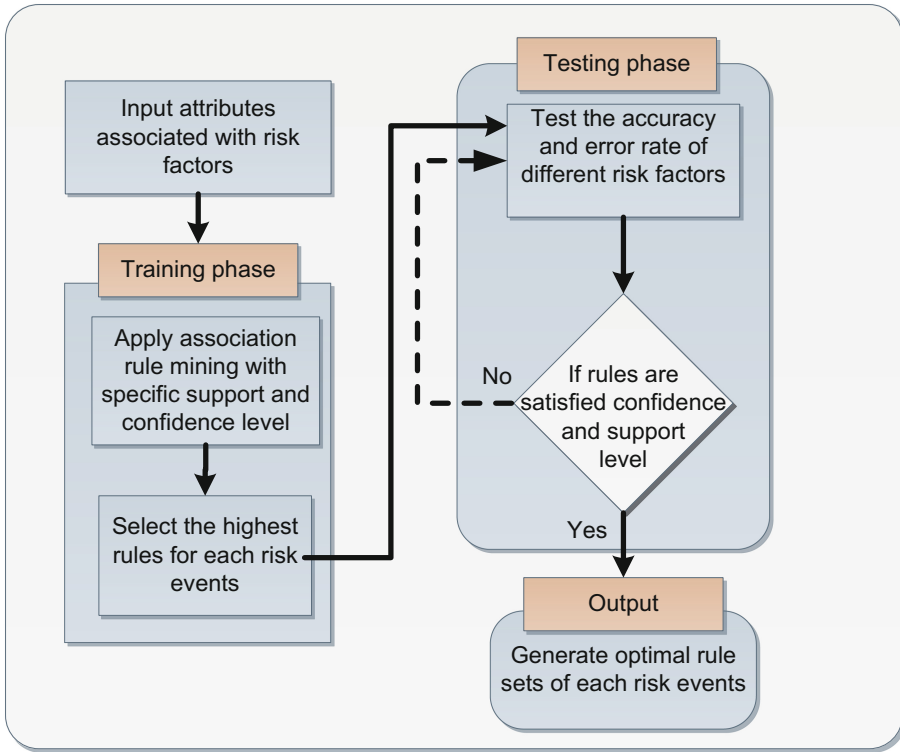 Input attributes
associated with risk
factors
Training phase
Apply association
rule mining with
specific support and
confidence level
Select the highest
rules for each risk
events
Testing phase
Test the accuracy
and error rate of
different risk factors
If rules are
satisfied confidence
and support
level
No
Yes
Output
Generate optimal rule
sets of each risk events